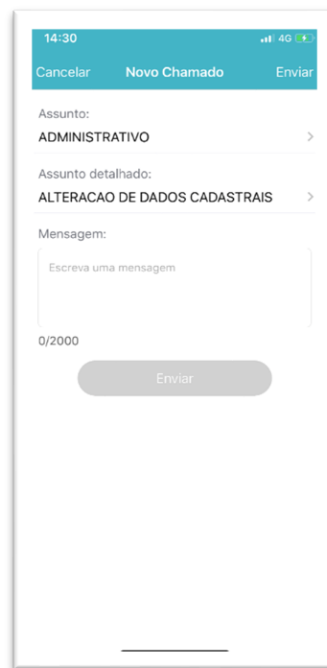 14:30 4G
Cancelar Novo Chamado Enviar
Assunto:
ADMINISTRATIVO
Assunto detalhado:
ALTERACAO DE DADOS CADASTRAIS
Mensagem:
Escreva uma mensagem
0/2000
Enviar